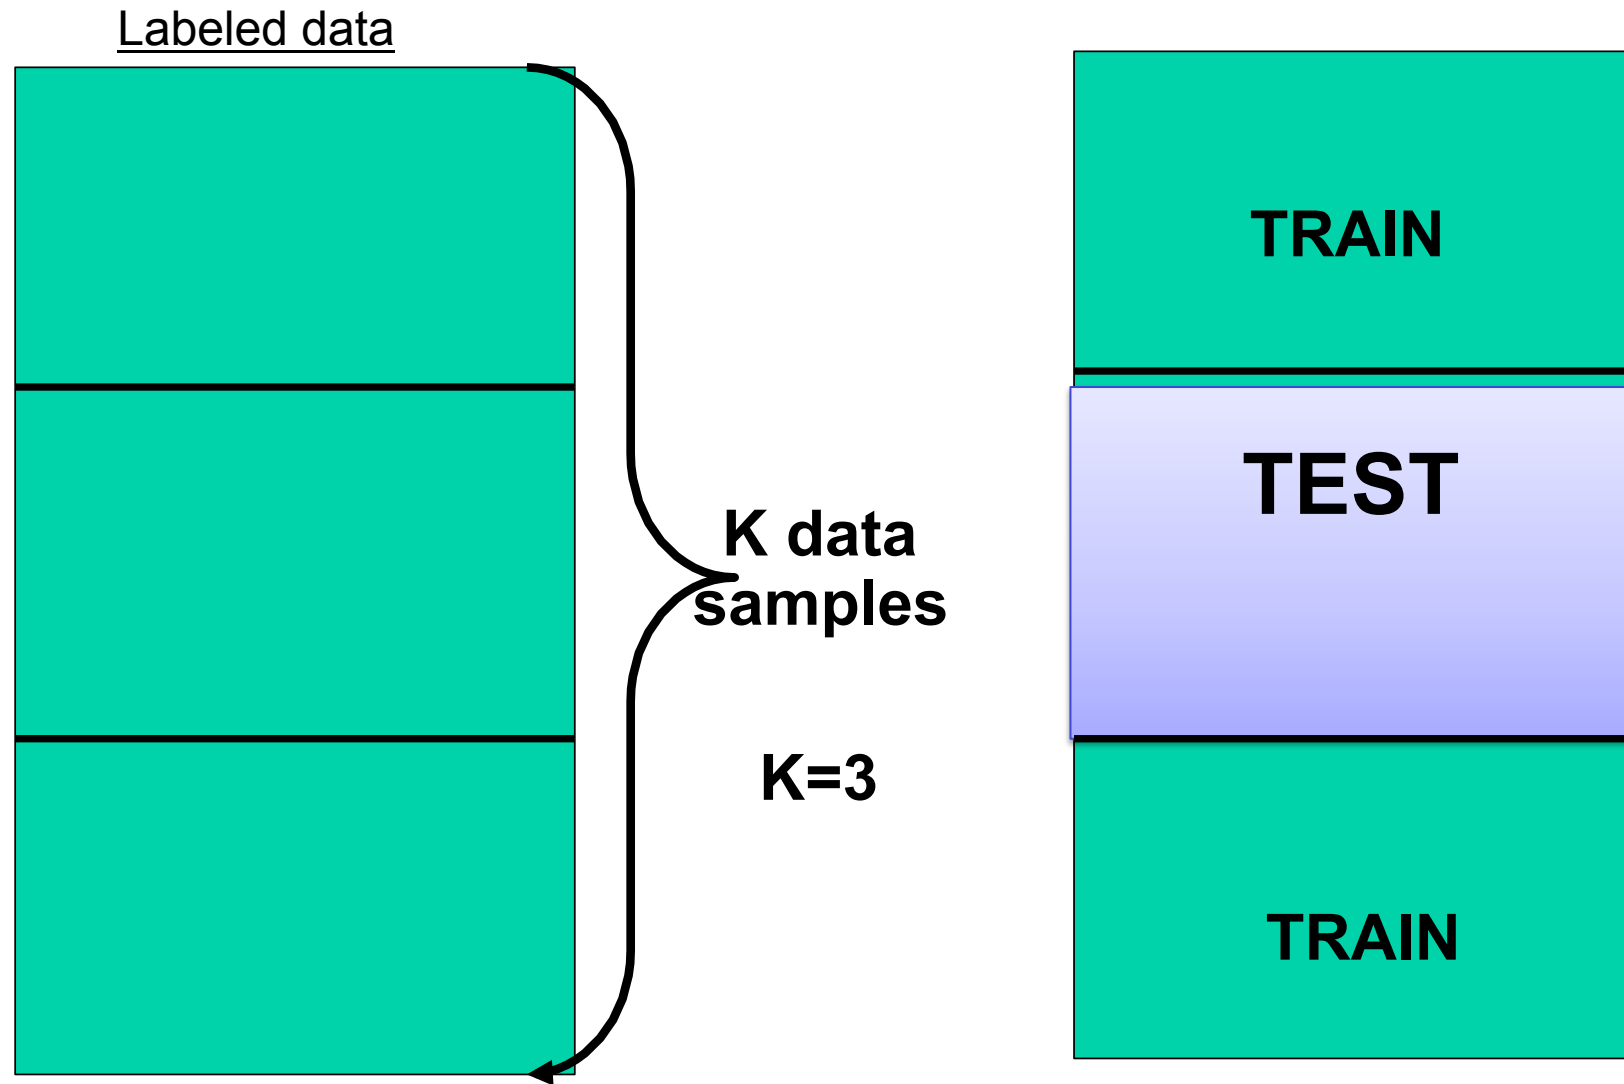 Labeled data
K data
samples
K=3
TRAIN
TEST
TRAIN